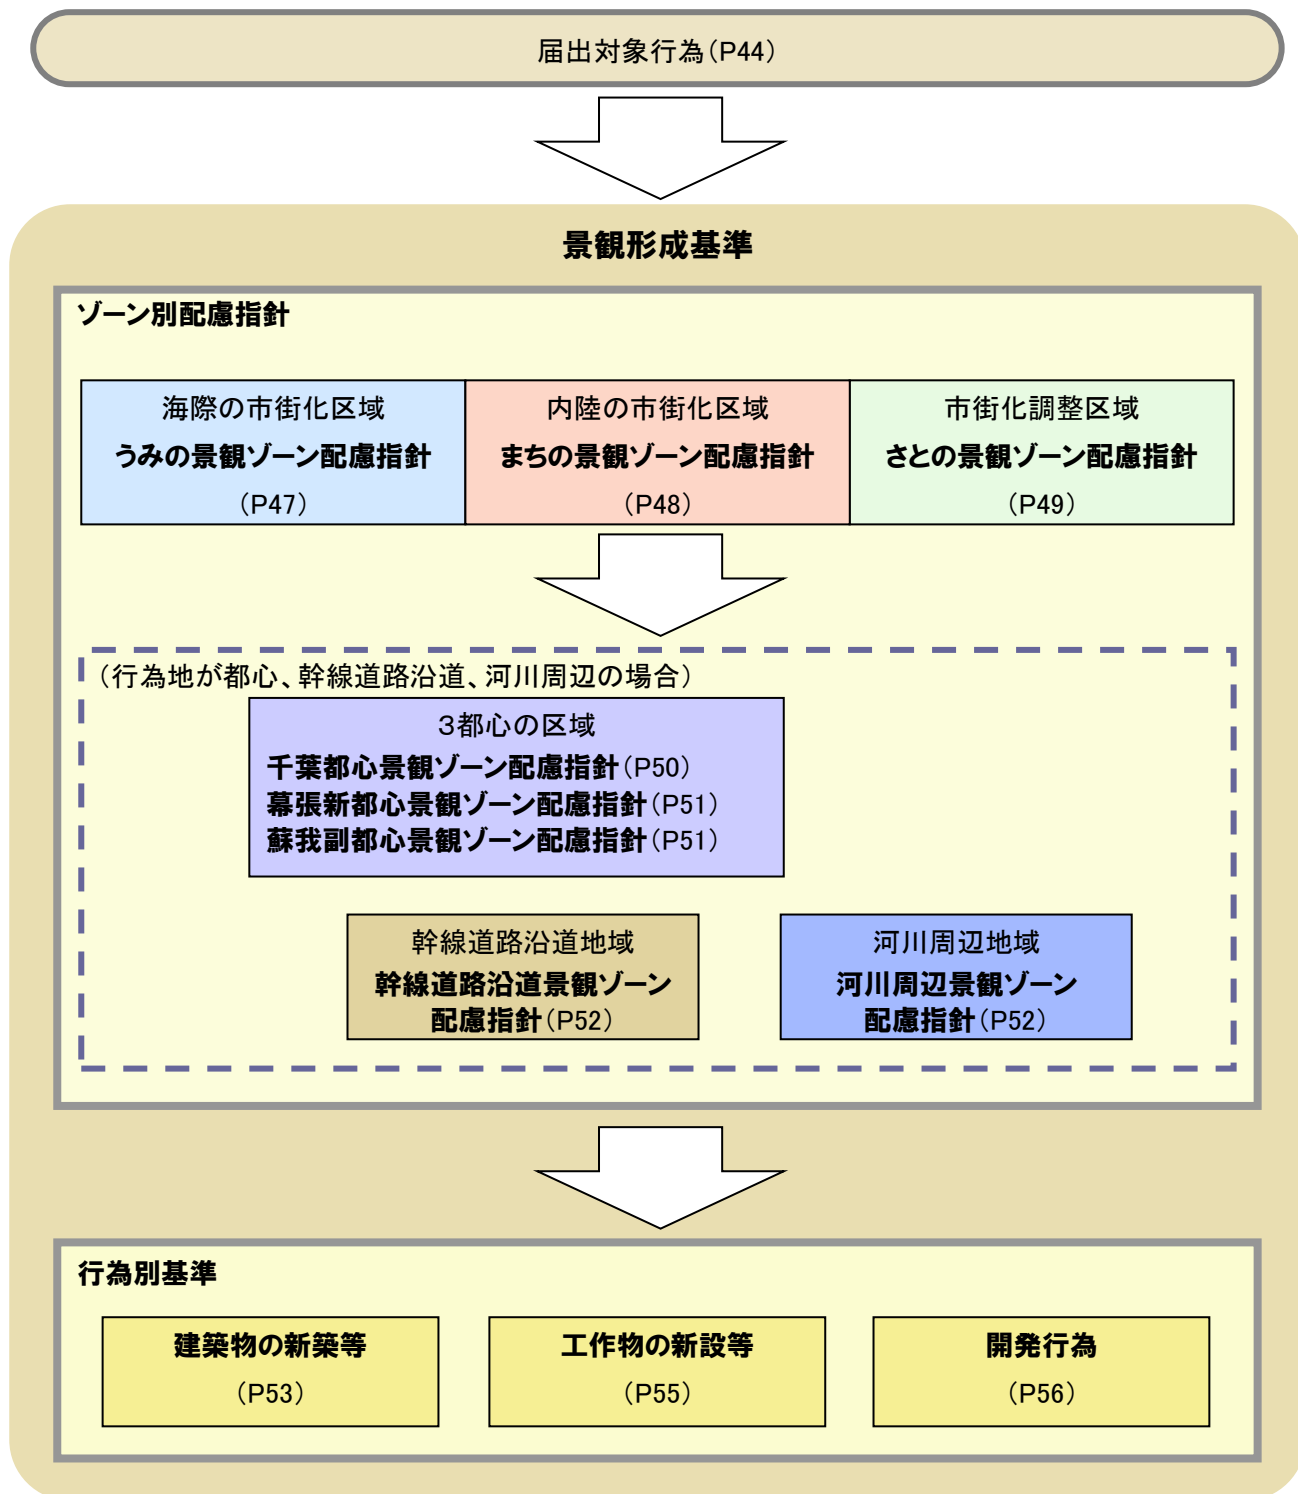 届出対象行為（P44）
景観形成基準
ゾーン別配慮指針
海際の市街化区域
うみの景観ゾーン配慮指針
（P47）
内陸の市街化区域
まちの景観ゾーン配慮指針
（P48）
市街化調整区域
さとの景観ゾーン配慮指針
（P49）
（行為地が都心、幹線道路沿道、河川周辺の場合）
３都心の区域
千葉都心景観ゾーン配慮指針（P50）
幕張新都心景観ゾーン配慮指針（P51）
蘇我副都心景観ゾーン配慮指針（P51）
幹線道路沿道地域
幹線道路沿道景観ゾーン
配慮指針（P52）
河川周辺地域
河川周辺景観ゾーン
配慮指針（P52）
行為別基準
建築物の新築等
（P53）
工作物の新設等
（P55）
開発行為
（P56）